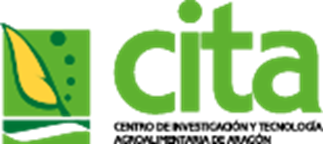 cita
CENTRO DE INVESTIGACIÓN Y TECNOLOGÍA
AGROALIMENTARIA DE ARAGÓN